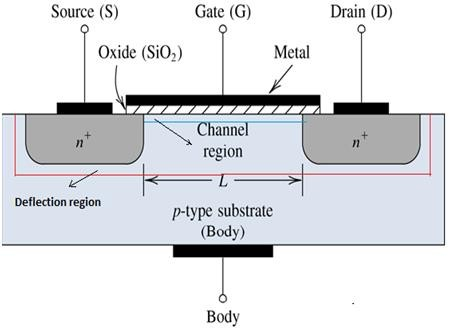 Source (S)
Gate (G)
Drain (D)
Oxide (SiO₂)
Metal
n⁺
Channel
region
n⁺
L
Deflection region
p-type substrate
(Body)
Body